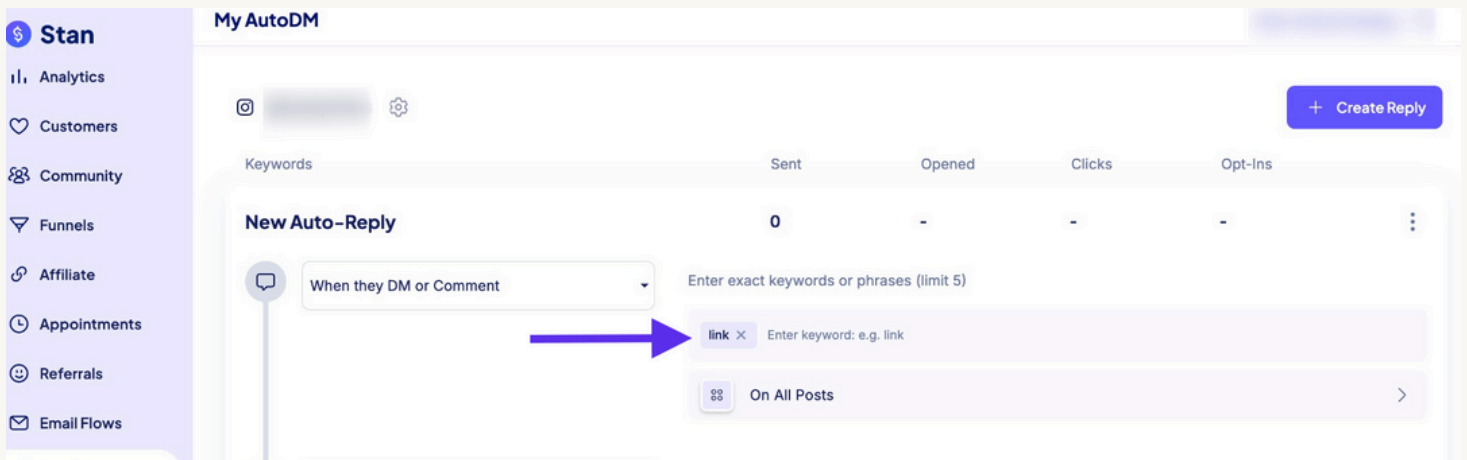 Stan
Analytics
Customers
Community
Funnels
Affiliate
Appointments
Referrals
Email Flows
My AutoDM
+ Create Reply
Keywords Sent Opened Clicks Opt-Ins
New Auto-Reply 0 - - -
When they DM or Comment
Enter exact keywords or phrases (limit 5)
link × Enter keyword: e.g. link
On All Posts